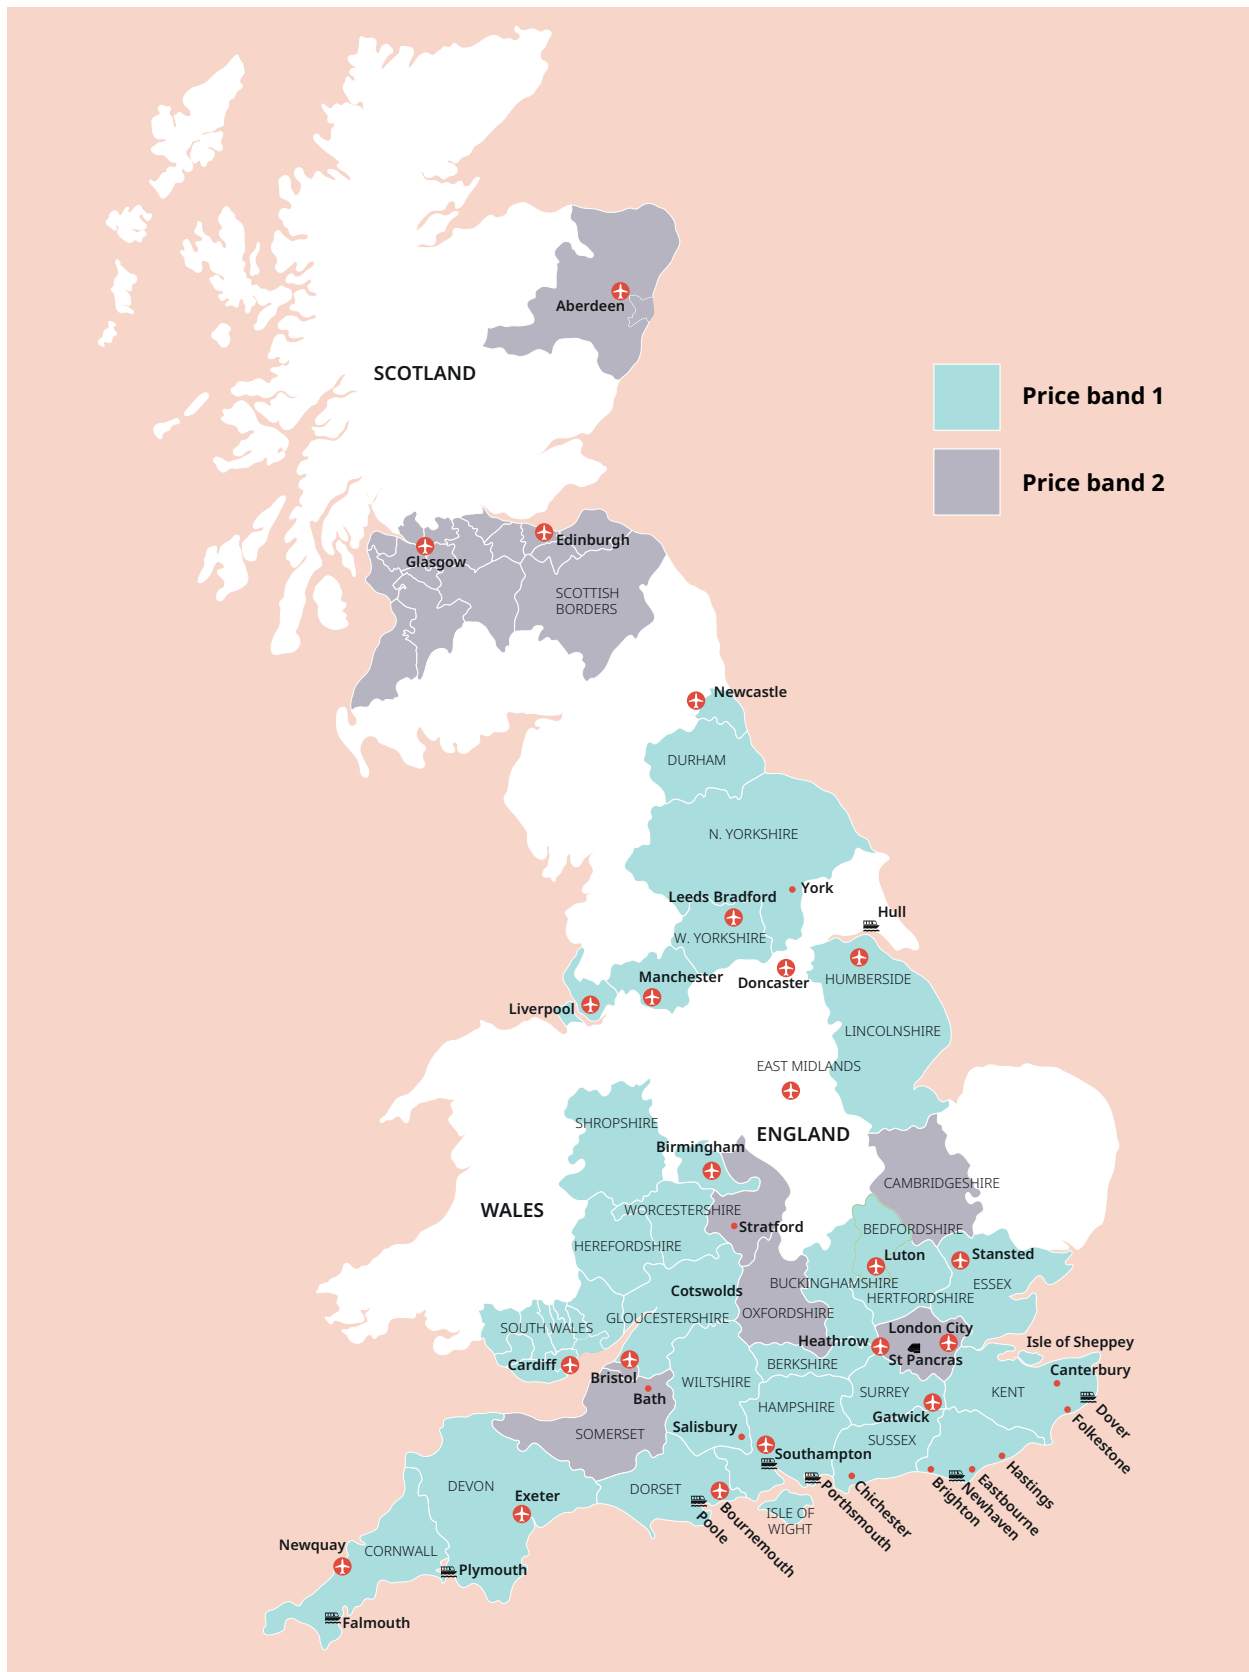 Aberdeen
SCOTLAND
Price band 1
Price band 2
Edinburgh
Glasgow
SCOTTISH
BORDERS
Newcastle
DURHAM
N. YORKSHIRE
York
Leeds Bradford
Hull
W. YORKSHIRE
Manchester
Doncaster
HUMBERSIDE
Liverpool
LINCOLNSHIRE
EAST MIDLANDS
SHROPSHIRE
ENGLAND
Birmingham
CAMBRIDGESHIRE
WALES
WORCESTERSHIRE
Stratford
BEDFORDSHIRE
HEREFORDSHIRE
Luton
Stansted
BUCKINGHAMSHIRE
ESSEX
Cotswolds
HERTFORDSHIRE
OXFORDSHIRE
GLOUCESTERSHIRE
SOUTH WALES
London City
Heathrow
Isle of Sheppey
St Pancras
Cardiff
BERKSHIRE
Canterbury
Bristol
WILTSHIRE
SURREY
KENT
Bath
HAMPSHIRE
Gatwick
Dover
Folkestone
Salisbury
SOMERSET
SUSSEX
Southampton
Hastings
Eastbourne
Newhaven
Brighton
Chichester
Porthsmouth
DEVON
DORSET
Exeter
ISLE OF
WIGHT
Bournemouth
Poole
Newquay
CORNWALL
Plymouth
Falmouth